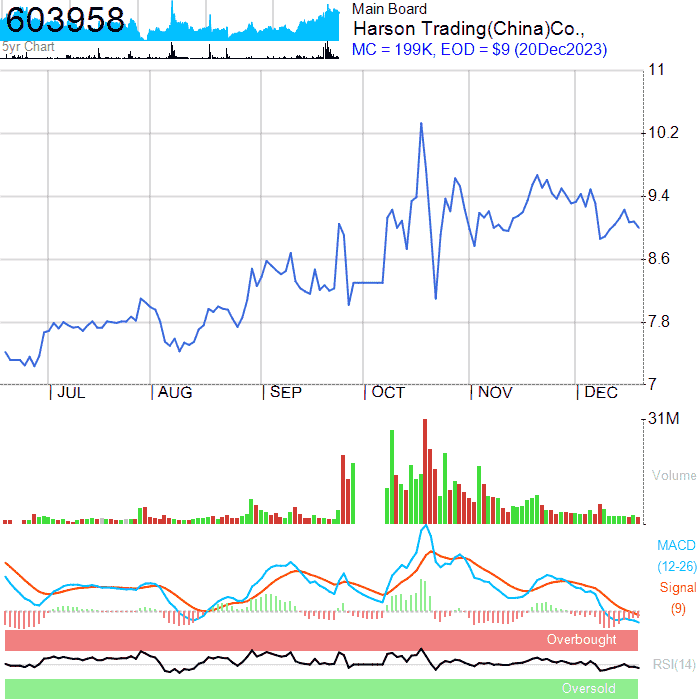 603958
5yr Chart
Main Board
Harson Trading(China)Co.,
MC = 199K, EOD = $9 (20Dec2023)
11
10.2
9.4
8.6
7.8
7
JUL AUG SEP OCT NOV DEC
31M
Volume
MACD
(12-26)
Signal
(9)
Overbought
RSI(14)
Oversold